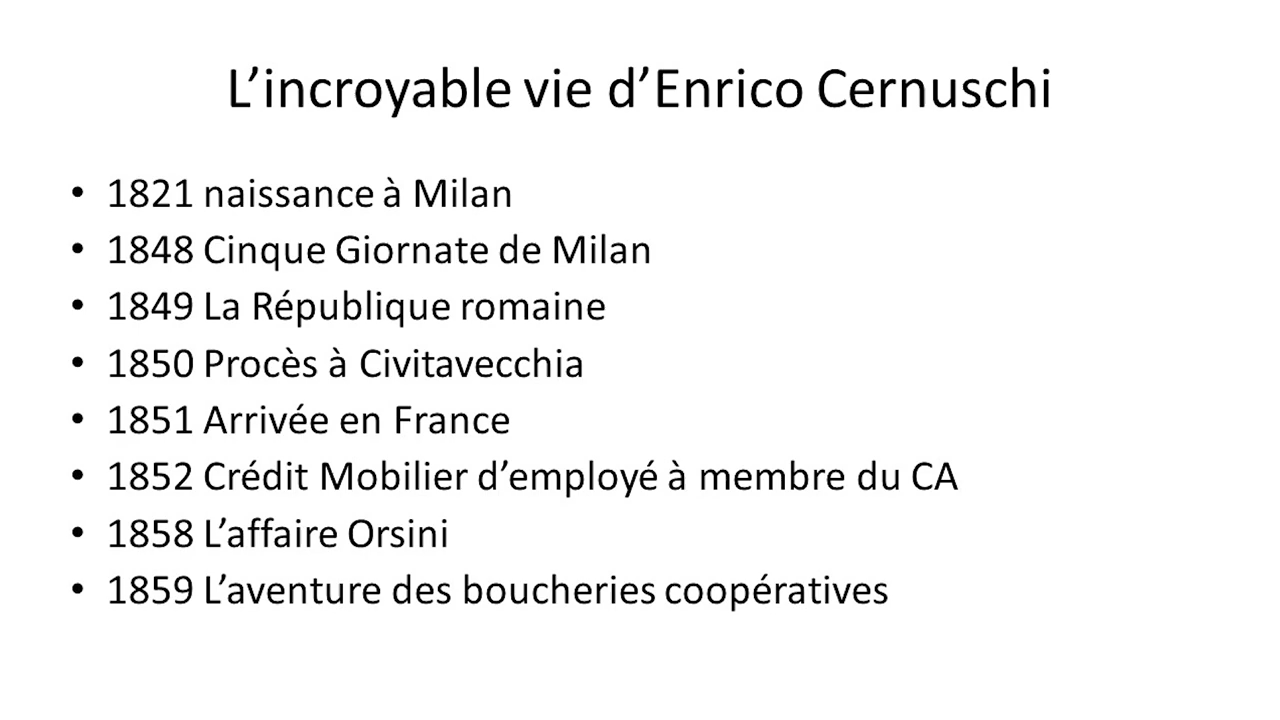 L’incroyable vie d’Enrico Cernuschi
• 1821 naissance à Milan
• 1848 Cinque Giornate de Milan
• 1849 La République romaine
• 1850 Procès à Civitavecchia
• 1851 Arrivée en France
• 1852 Crédit Mobilier d’employé à membre du CA
• 1858 L’affaire Orsini
• 1859 L’aventure des boucheries coopératives